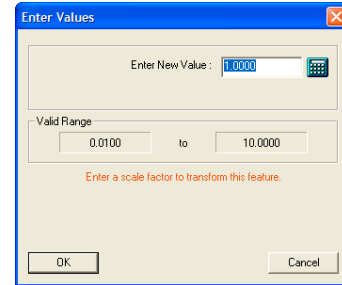 Enter Values
Enter New Value : 1.0000
Valid Range
0.0100 to 10.0000
Enter a scale factor to transform this feature.
OK Cancel